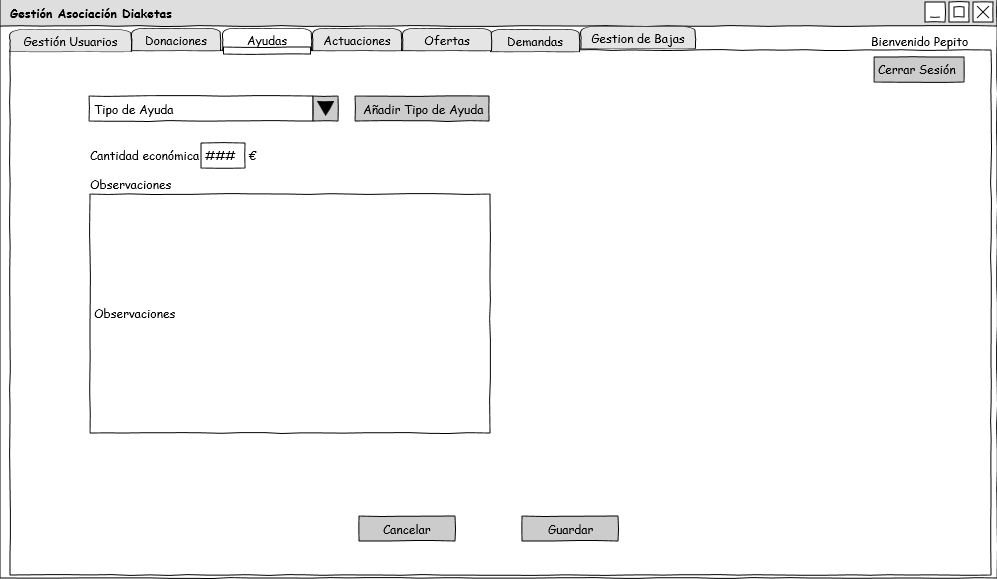 Gestión Asociación Diaketas
Gestión Usuarios Donaciones Ayudas Actuaciones Ofertas Demandas Gestion de Bajas Bienvenido Pepito
Cerrar Sesión
Tipo de Ayuda Añadir Tipo de Ayuda
Cantidad económica ### €
Observaciones
Observaciones
Cancelar Guardar